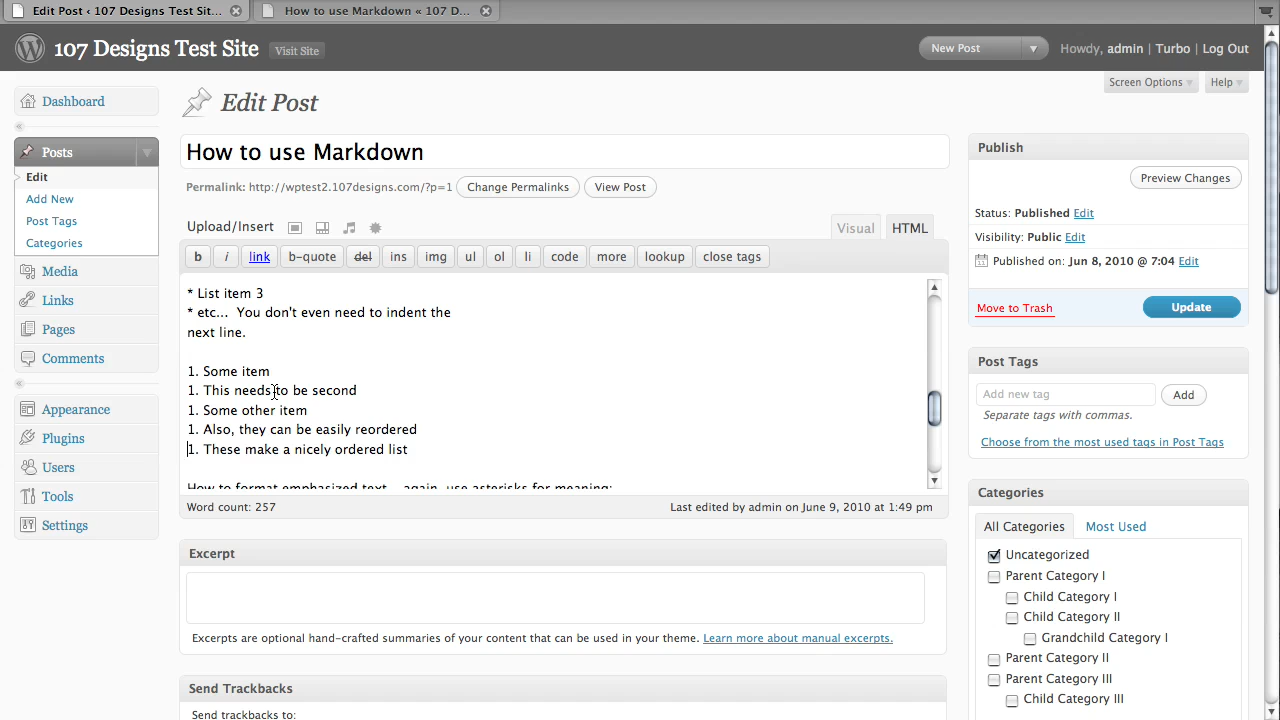 Edit Post ‹ 107 Designs Test Sit...
How to use Markdown « 107 D...
107 Designs Test Site
Visit Site
New Post
Howdy, admin | Turbo | Log Out
Screen Options
Help
Dashboard
Posts
Edit
Add New
Post Tags
Categories
Media
Links
Pages
Comments
Appearance
Plugins
Users
Tools
Settings
Edit Post
How to use Markdown
Permalink: http://wptest2.107designs.com/?p=1
Change Permalinks
View Post
Upload/Insert
Visual
HTML
b
i
link
b-quote
del
ins
img
ul
ol
li
code
more
lookup
close tags
* List item 3
* etc... You don't even need to indent the
next line.
1. Some item
1. This needs to be second
1. Some other item
1. Also, they can be easily reordered
1. These make a nicely ordered list
How to format emphasized text... again, use asterisks for meaning:
Word count: 257
Last edited by admin on June 9, 2010 at 1:49 pm
Excerpt
Excerpts are optional hand-crafted summaries of your content that can be used in your theme. Learn more about manual excerpts.
Send Trackbacks
Send trackbacks to:
Publish
Preview Changes
Status: Published Edit
Visibility: Public Edit
Published on: Jun 8, 2010 @ 7:04 Edit
Move to Trash
Update
Post Tags
Add new tag
Add
Separate tags with commas.
Choose from the most used tags in Post Tags
Categories
All Categories
Most Used
Uncategorized
Parent Category I
Child Category I
Child Category II
Grandchild Category I
Parent Category II
Parent Category III
Child Category III